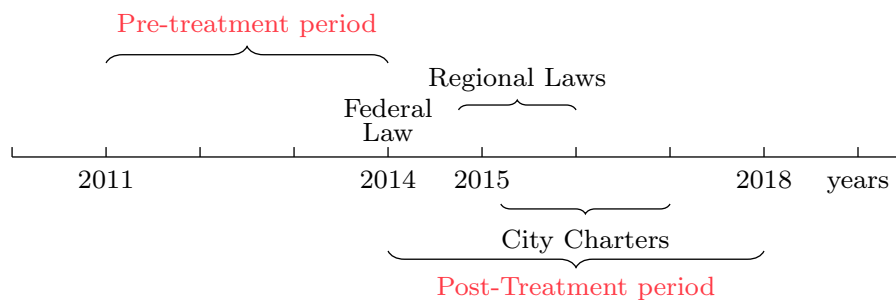 Pre-treatment period
Regional Laws
Federal
Law
2011 2014 2015 2018 years
City Charters
Post-Treatment period